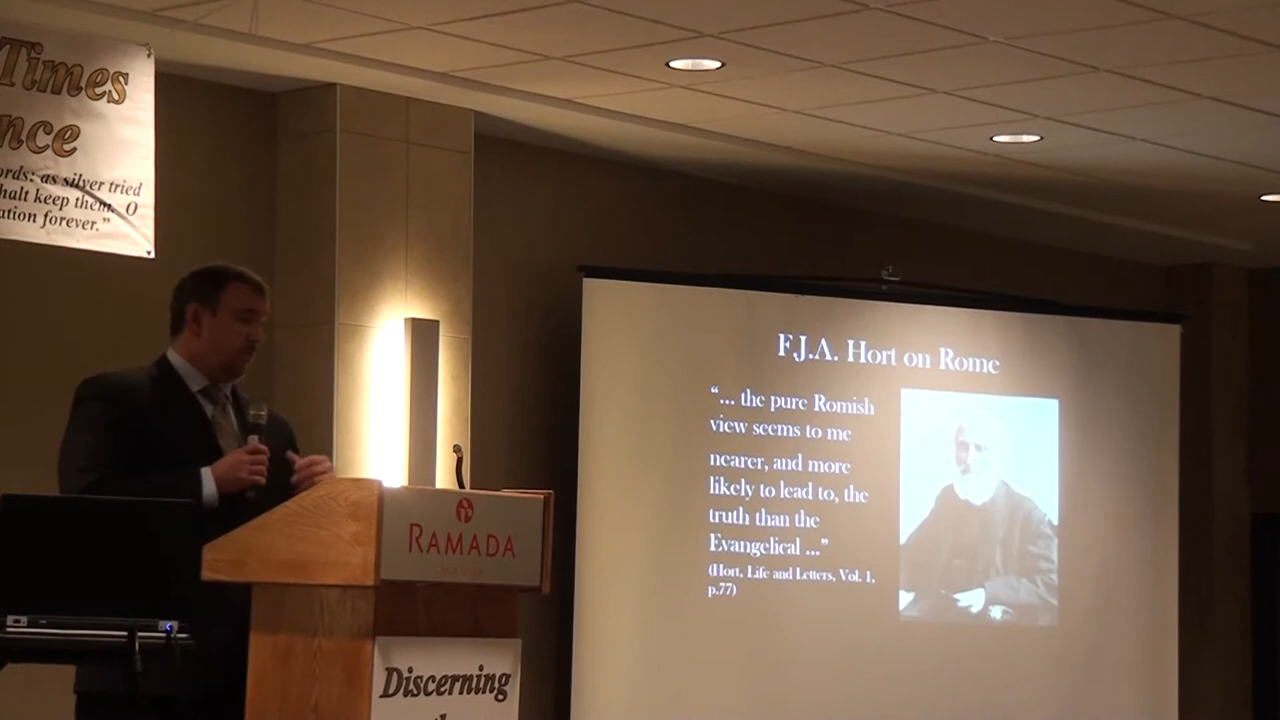 Times
nce
ords: as silver tried
halt keep them, O
ation forever."
F.J.A. Hort on Rome
"... the pure Romish
view seems to me
nearer, and more
likely to lead to, the
truth than the
Evangelical ..."
(Hort, Life and Letters, Vol. 1,
p.77)
RAMADA
Discerning